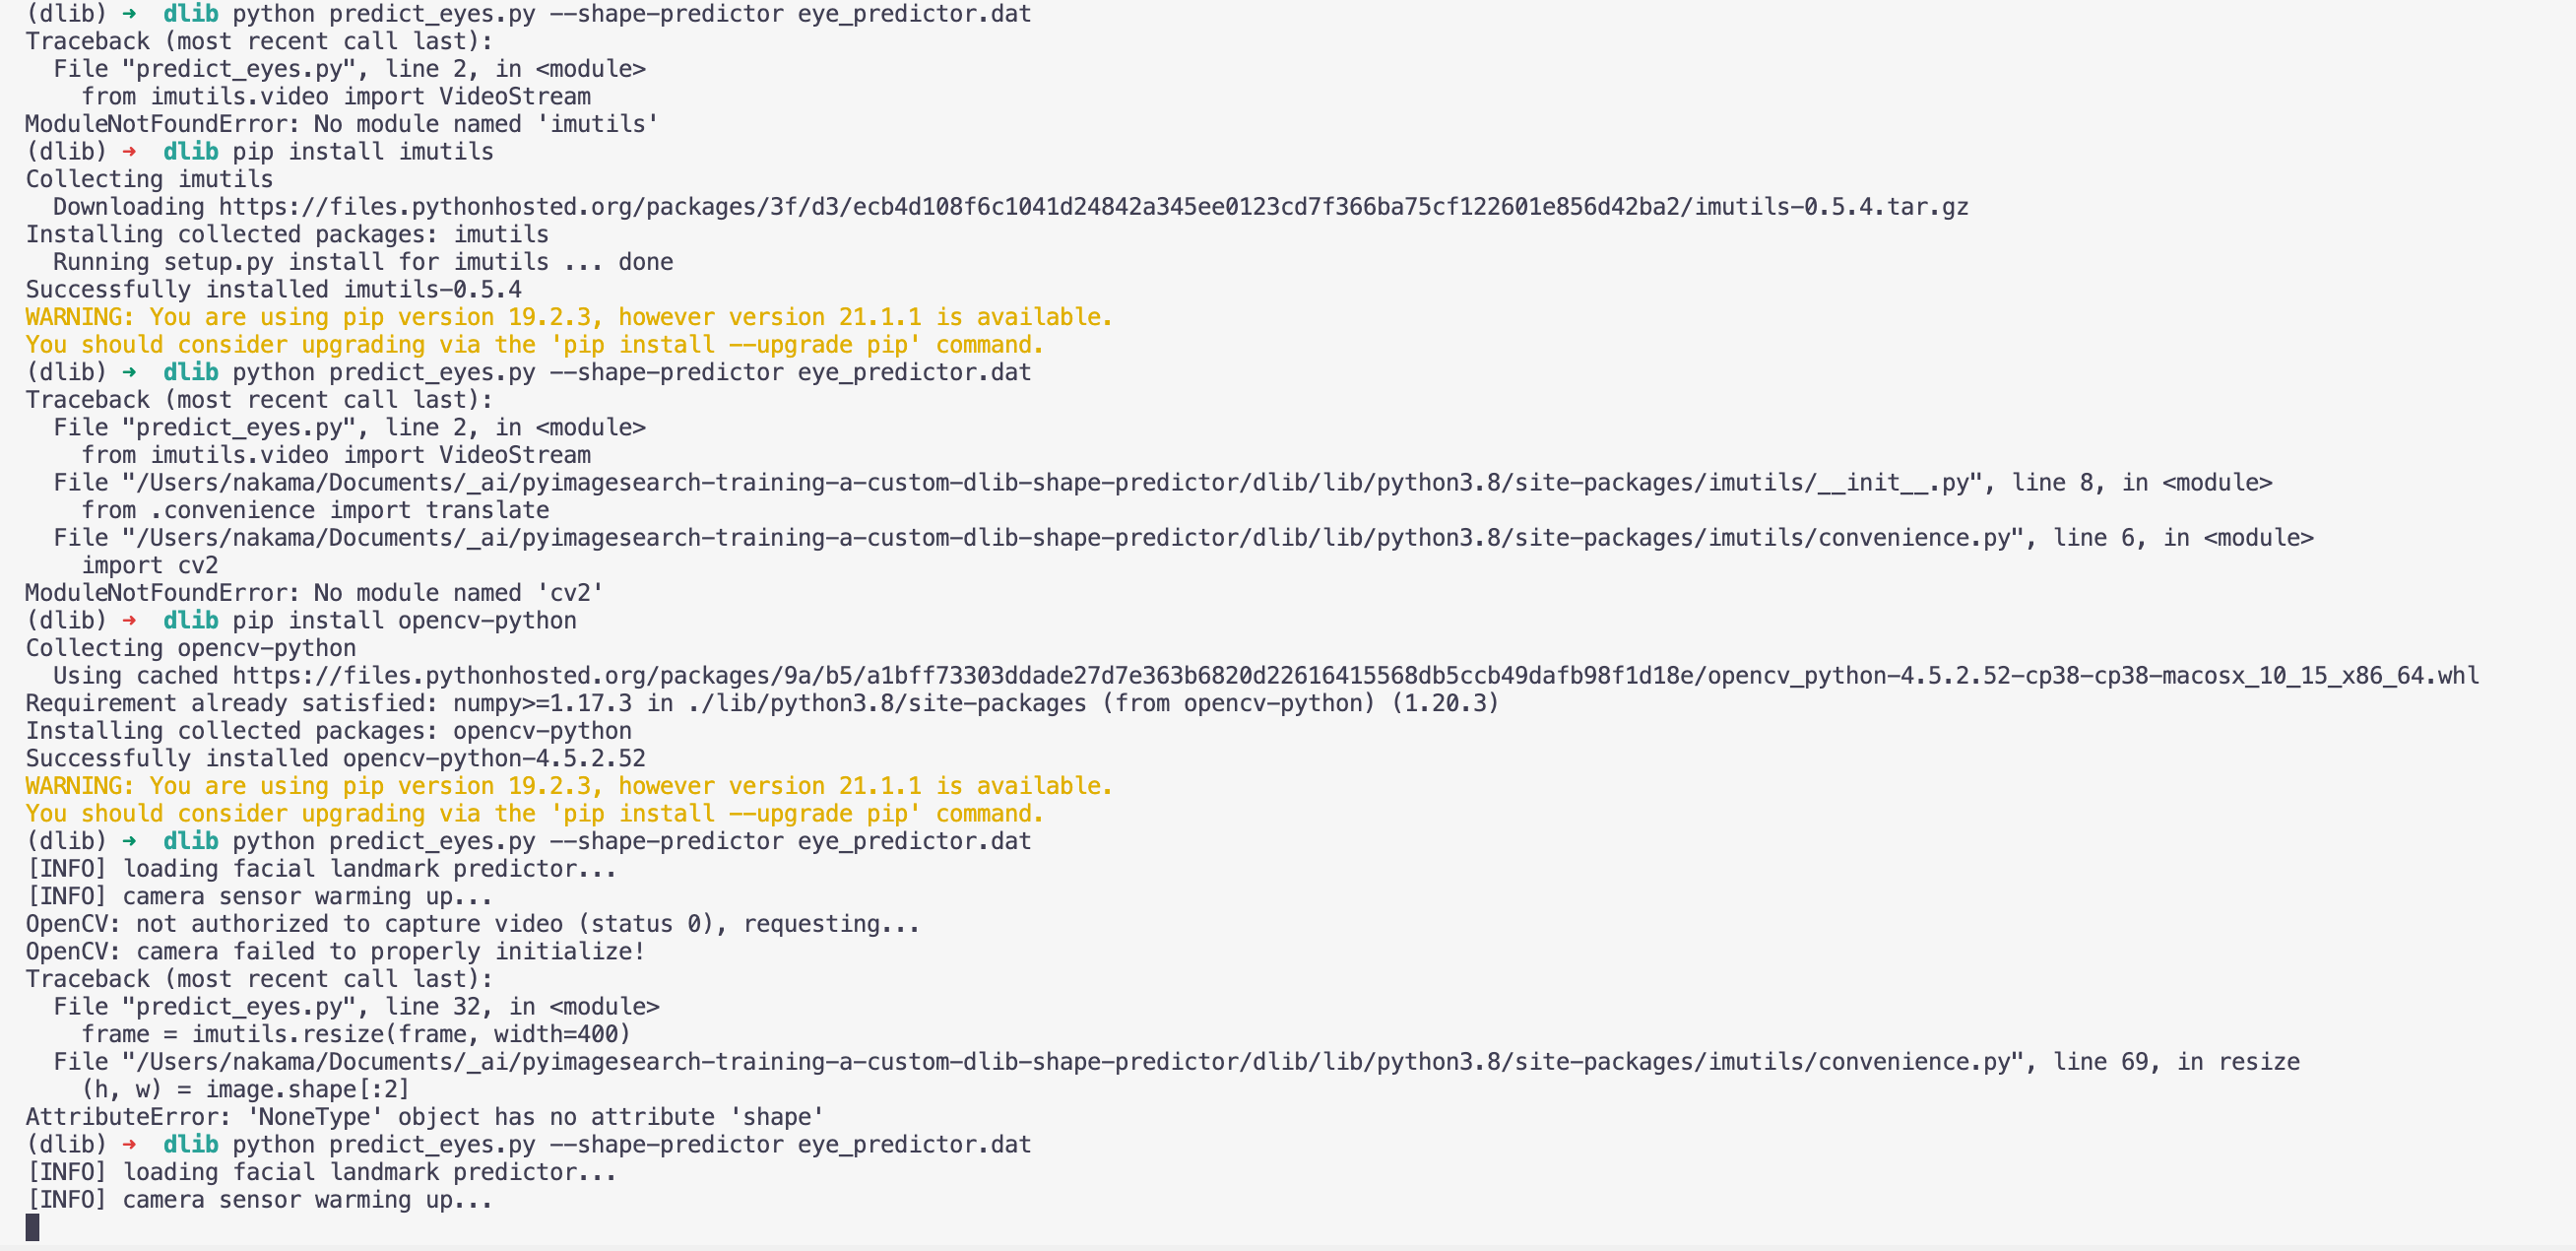 (dlib) ➜  dlib python predict_eyes.py --shape-predictor eye_predictor.dat
Traceback (most recent call last):
  File "predict_eyes.py", line 2, in <module>
    from imutils.video import VideoStream
ModuleNotFoundError: No module named 'imutils'
(dlib) ➜  dlib pip install imutils
Collecting imutils
  Downloading https://files.pythonhosted.org/packages/3f/d3/ecb4d108f6c1041d24842a345ee0123cd7f366ba75cf122601e856d42ba2/imutils-0.5.4.tar.gz
Installing collected packages: imutils
  Running setup.py install for imutils ... done
Successfully installed imutils-0.5.4
WARNING: You are using pip version 19.2.3, however version 21.1.1 is available.
You should consider upgrading via the 'pip install --upgrade pip' command.
(dlib) ➜  dlib python predict_eyes.py --shape-predictor eye_predictor.dat
Traceback (most recent call last):
  File "predict_eyes.py", line 2, in <module>
    from imutils.video import VideoStream
  File "/Users/nakama/Documents/_ai/pyimagesearch-training-a-custom-dlib-shape-predictor/dlib/lib/python3.8/site-packages/imutils/__init__.py", line 8, in <module>
    from .convenience import translate
  File "/Users/nakama/Documents/_ai/pyimagesearch-training-a-custom-dlib-shape-predictor/dlib/lib/python3.8/site-packages/imutils/convenience.py", line 6, in <module>
    import cv2
ModuleNotFoundError: No module named 'cv2'
(dlib) ➜  dlib pip install opencv-python
Collecting opencv-python
  Using cached https://files.pythonhosted.org/packages/9a/b5/a1bff73303ddade27d7e363b6820d22616415568db5ccb49dafb98f1d18e/opencv_python-4.5.2.52-cp38-cp38-macosx_10_15_x86_64.whl
Requirement already satisfied: numpy>=1.17.3 in ./lib/python3.8/site-packages (from opencv-python) (1.20.3)
Installing collected packages: opencv-python
Successfully installed opencv-python-4.5.2.52
WARNING: You are using pip version 19.2.3, however version 21.1.1 is available.
You should consider upgrading via the 'pip install --upgrade pip' command.
(dlib) ➜  dlib python predict_eyes.py --shape-predictor eye_predictor.dat
[INFO] loading facial landmark predictor...
[INFO] camera sensor warming up...
OpenCV: not authorized to capture video (status 0), requesting...
OpenCV: camera failed to properly initialize!
Traceback (most recent call last):
  File "predict_eyes.py", line 32, in <module>
    frame = imutils.resize(frame, width=400)
  File "/Users/nakama/Documents/_ai/pyimagesearch-training-a-custom-dlib-shape-predictor/dlib/lib/python3.8/site-packages/imutils/convenience.py", line 69, in resize
    (h, w) = image.shape[:2]
AttributeError: 'NoneType' object has no attribute 'shape'
(dlib) ➜  dlib python predict_eyes.py --shape-predictor eye_predictor.dat
[INFO] loading facial landmark predictor...
[INFO] camera sensor warming up...